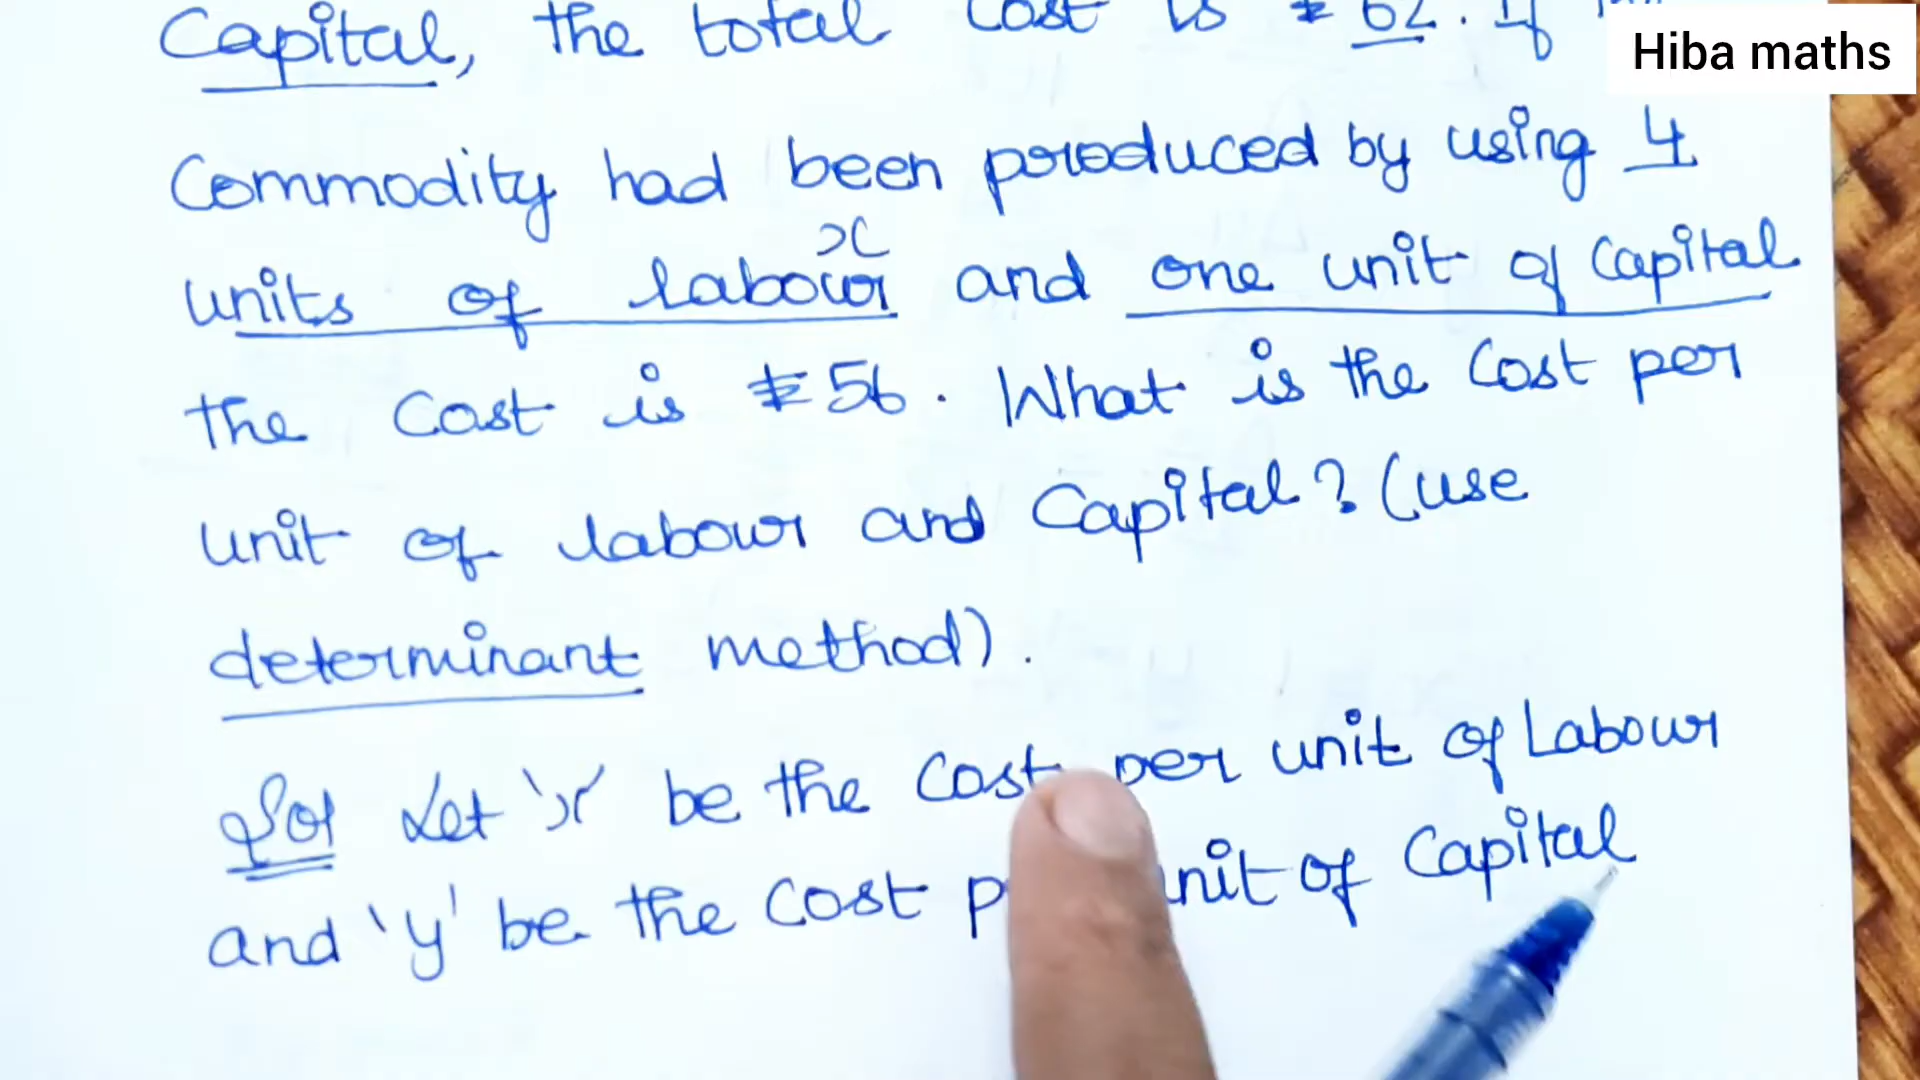 Capital, the total cost is ₹ 62. If
Hiba maths
Commodity had been produced by using 4
units of labour and one unit of capital
x
the cost is ₹ 56. What is the cost per
unit of labour and Capital? (use
determinant method).
Sol Let 'x' be the cost per unit of Labour
and 'y' be the cost unit of Capital